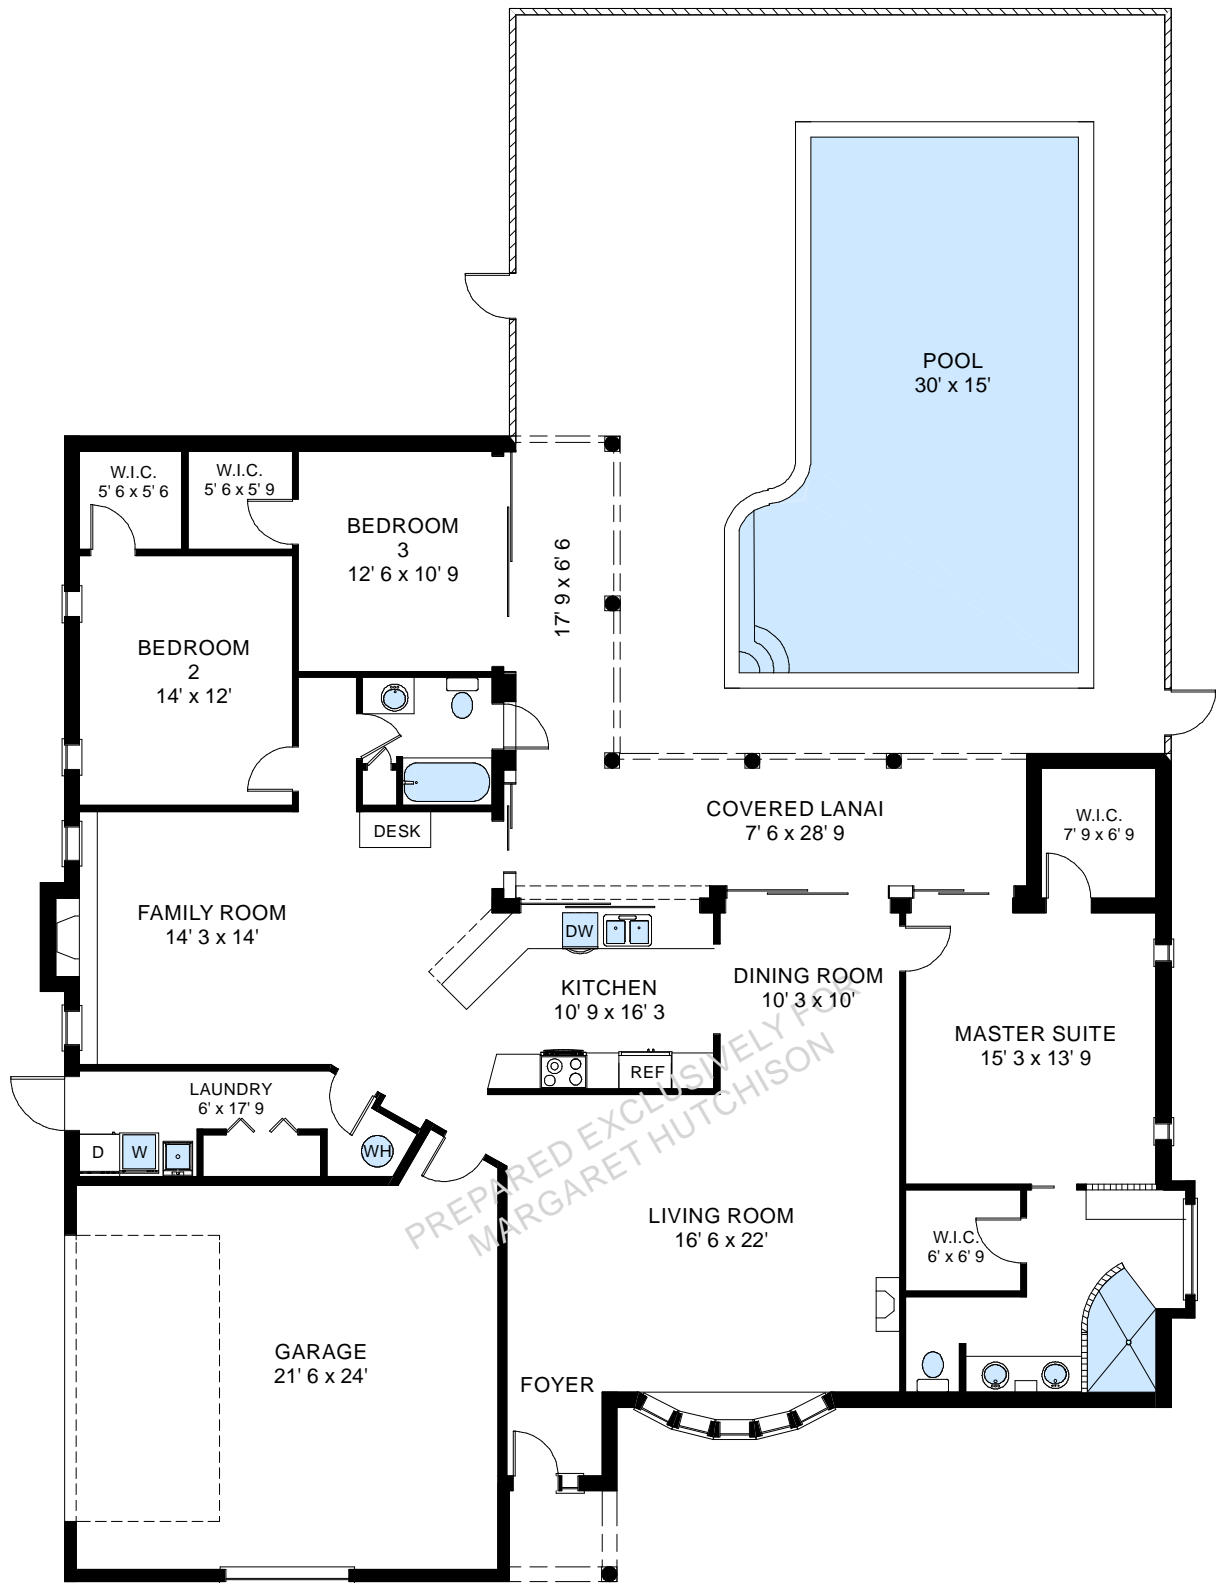 POOL
30' x 15'
W.I.C.
5' 6 x 5' 6
W.I.C.
5' 6 x 5' 9
BEDROOM
3
12' 6 x 10' 9
17' 9 x 6' 6
BEDROOM
2
14' x 12'
COVERED LANAI
7' 6 x 28' 9
W.I.C.
7' 9 x 6' 9
DESK
FAMILY ROOM
14' 3 x 14'
DW
KITCHEN
10' 9 x 16' 3
DINING ROOM
10' 3 x 10'
MASTER SUITE
15' 3 x 13' 9
REF
LAUNDRY
6' x 17' 9
D
W
WH
PREPARED EXCLUSIVELY FOR
MARGARET HUTCHISON
LIVING ROOM
16' 6 x 22'
W.I.C.
6' x 6' 9
GARAGE
21' 6 x 24'
FOYER